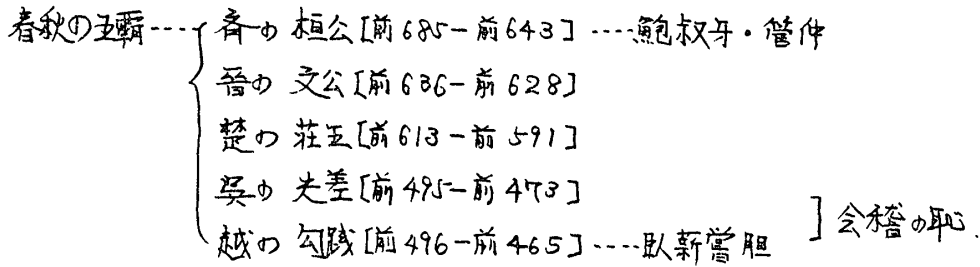 春秋の五覇····斉の 桓公[前685-前643]····鮑叔牙・管仲
晋の 文公[前636-前628]
楚の 荘王[前613-前591]
呉の 夫差[前495-前473]
越の 勾践[前496-前465]····臥薪嘗胆 ] 会稽の恥.